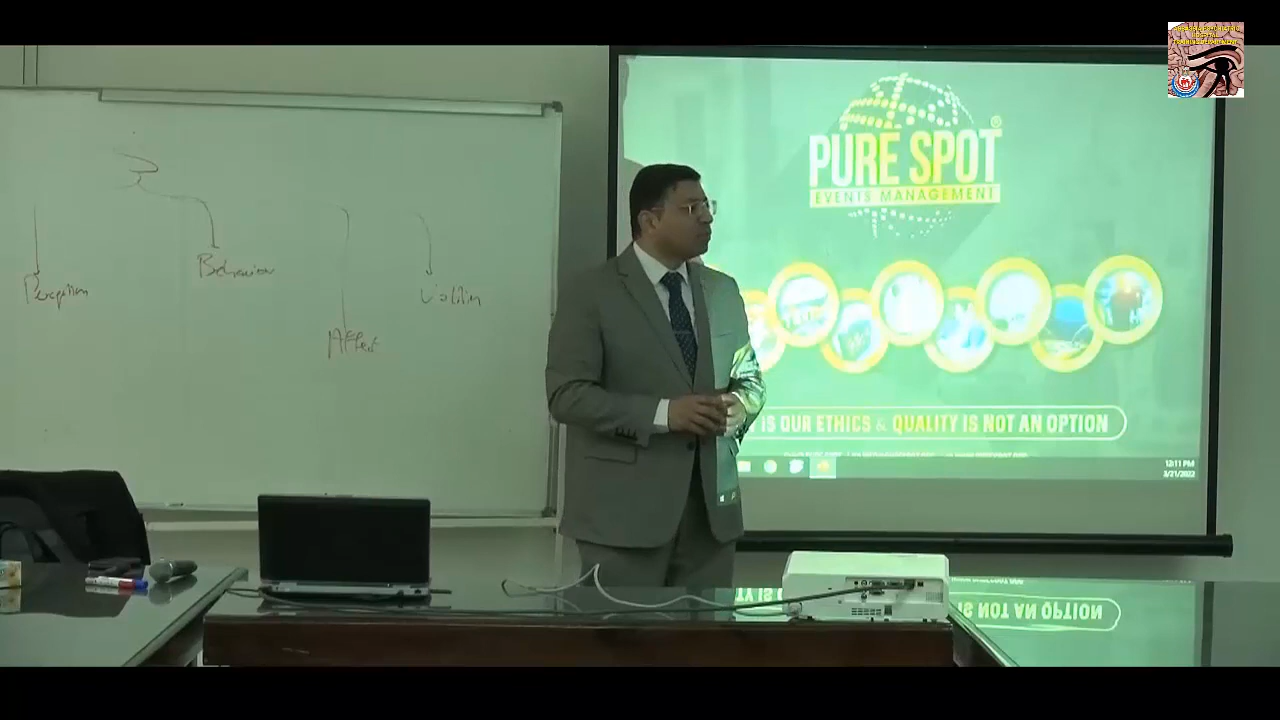 PURE SPOT
®
EVENTS MANAGEMENT
Perception
Behavior
Affect
Volition
IS OUR ETHICS & QUALITY IS NOT AN OPTION
12:11 PM
3/21/2022
HOSPITAL